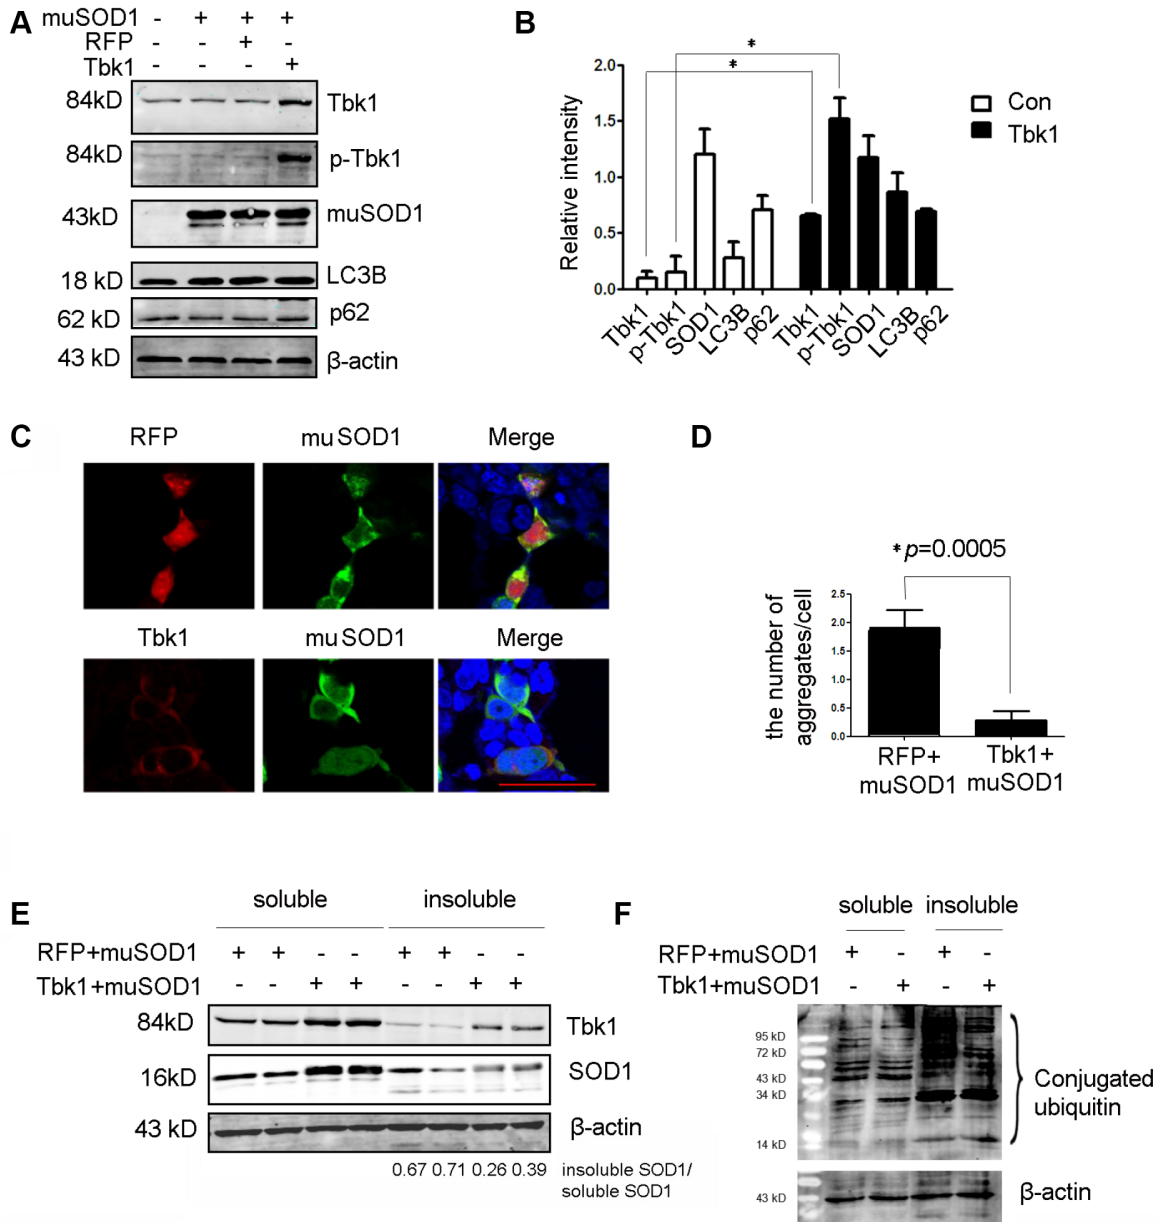 A
muSOD1 - + + +
RFP - - + -
Tbk1 - - - +
84kD Tbk1
84kD p-Tbk1
43kD muSOD1
18 kD LC3B
62 kD p62
43 kD β-actin
B
* 
*
2.0
1.5
1.0
0.5
0.0
Relative intensity
Con
Tbk1
Tbk1 p-Tbk1 SOD1 LC3B p62 Tbk1 p-Tbk1 SOD1 LC3B p62
C
RFP muSOD1 Merge
Tbk1 muSOD1 Merge
D
*p=0.0005
the number of
aggregates/cell
2.5
2.0
1.5
1.0
0.5
0.0
RFP+
muSOD1
Tbk1+
muSOD1
E
soluble insoluble
RFP+muSOD1 + + - - + + - -
Tbk1+muSOD1 - - + + - - + +
84kD Tbk1
16kD SOD1
43 kD β-actin
0.67 0.71 0.26 0.39 insoluble SOD1/
soluble SOD1
F
soluble insoluble
RFP+muSOD1 + - + -
Tbk1+muSOD1 - + - +
95 kD
72 kD
43 kD
34 kD
14 kD
Conjugated
ubiquitin
43 kD β-actin